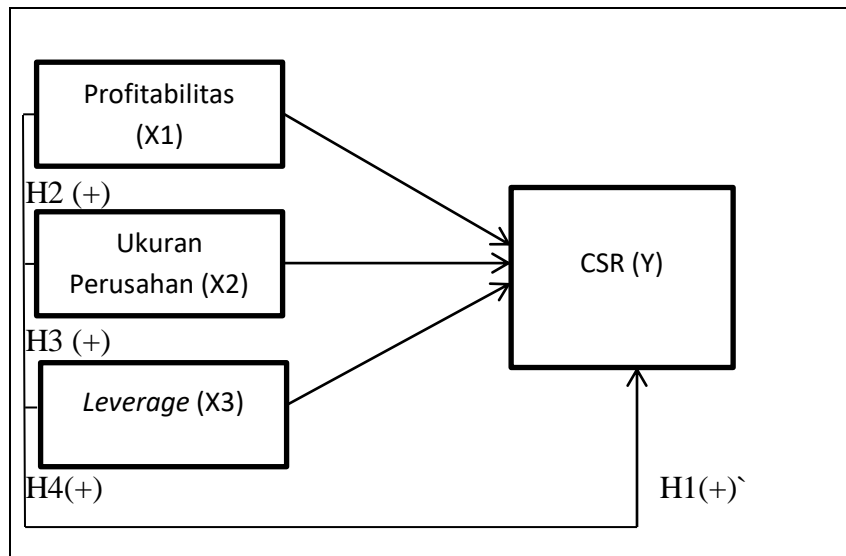 Profitabilitas
(X1)
H2 (+)
Ukuran
Perusahan (X2)
CSR (Y)
H3 (+)
Leverage (X3)
H4(+)
H1(+)`